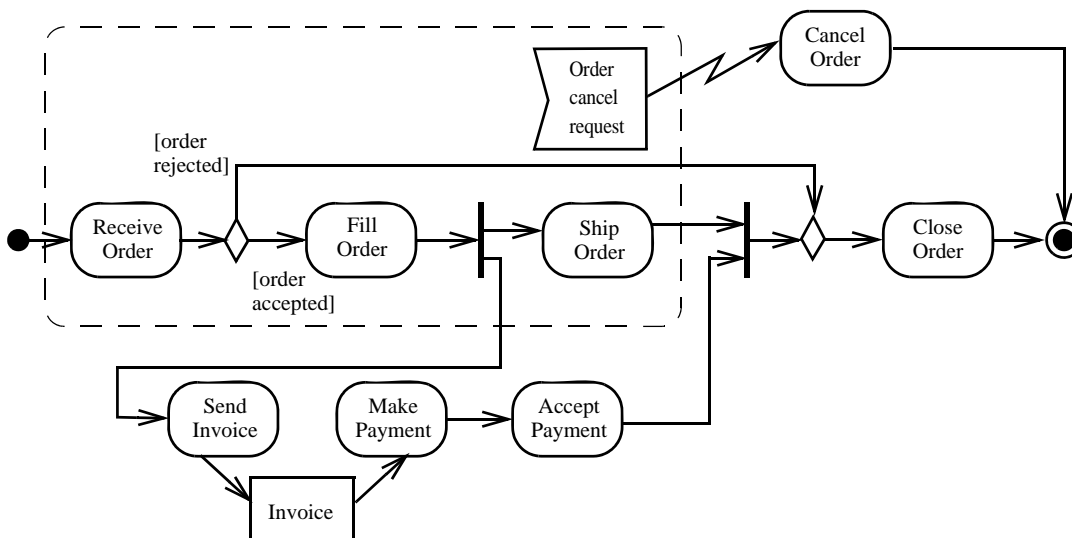 Cancel
Order
Order
cancel
request
[order
rejected]
Receive
Order
Fill
Order
Ship
Order
Close
Order
[order
accepted]
Send
Invoice
Make
Payment
Accept
Payment
Invoice